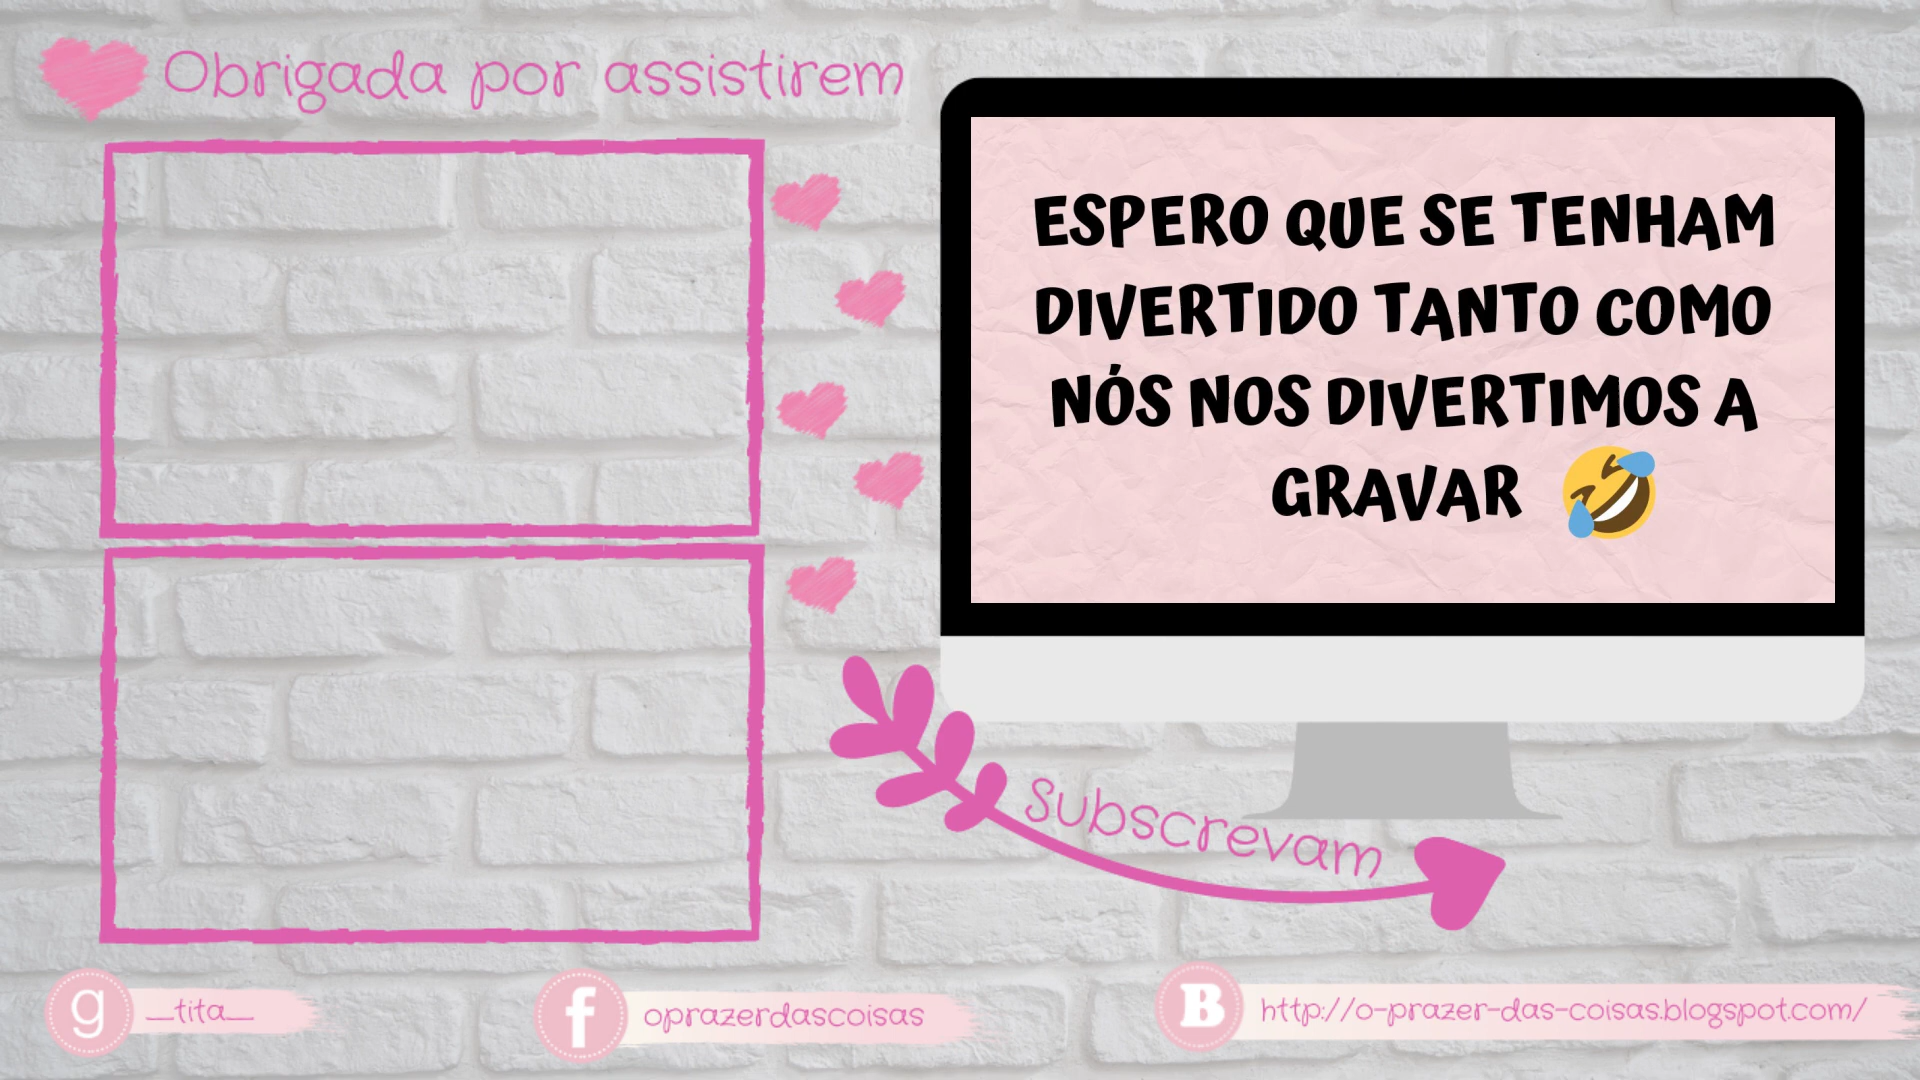 Obrigada por assistirem
ESPERO QUE SE TENHAM
DIVERTIDO TANTO COMO
NÓS NOS DIVERTIMOS A
GRAVAR 🤣
Subscrevam
g __tita__
f oprazerdascoisas
B http://o-prazer-das-coisas.blogspot.com/